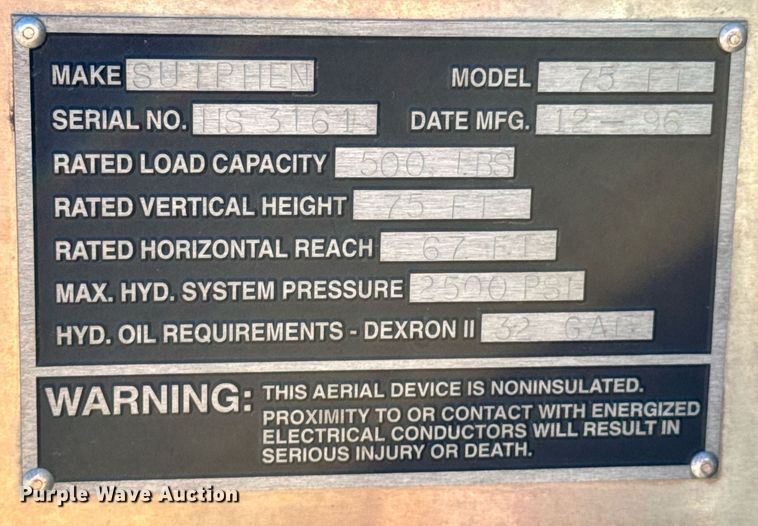 MAKE SUTPHEN MODEL 75 FT
SERIAL NO. HS 3161 DATE MFG. 12-96
RATED LOAD CAPACITY 500 LBS
RATED VERTICAL HEIGHT 75 FT
RATED HORIZONTAL REACH 67 FT
MAX. HYD. SYSTEM PRESSURE 2500 PSI
HYD. OIL REQUIREMENTS - DEXRON II 32 GAL
WARNING: THIS AERIAL DEVICE IS NONINSULATED.
PROXIMITY TO OR CONTACT WITH ENERGIZED
ELECTRICAL CONDUCTORS WILL RESULT IN
SERIOUS INJURY OR DEATH.
Purple Wave Auction